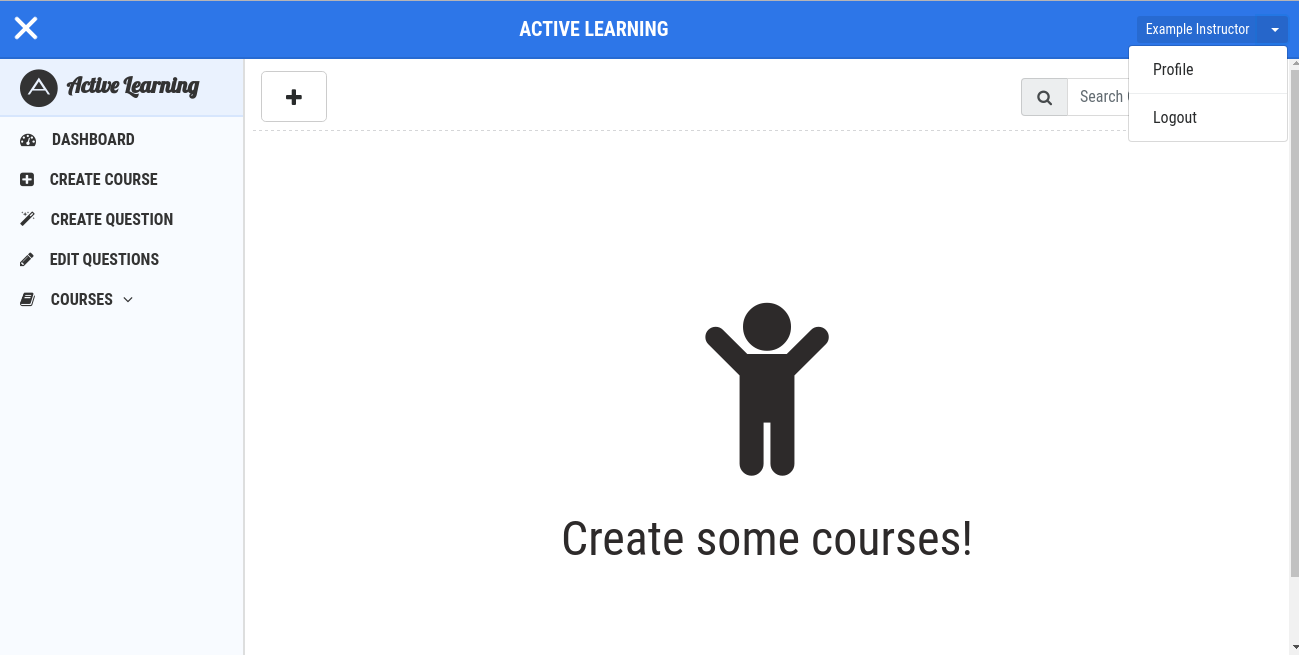 ACTIVE LEARNING
Example Instructor
Profile
Logout
Active Learning
DASHBOARD
CREATE COURSE
CREATE QUESTION
EDIT QUESTIONS
COURSES
Search
Create some courses!